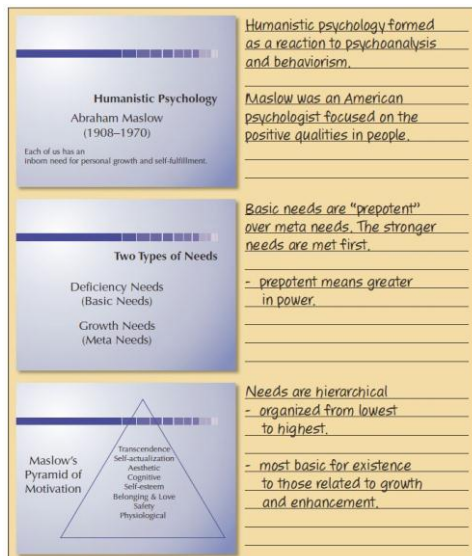 Humanistic Psychology
Abraham Maslow
(1908–1970)
Each of us has an
inborn need for personal growth and self-fulfillment.
Humanistic psychology formed
as a reaction to psychoanalysis
and behaviorism.
Maslow was an American
psychologist focused on the
positive qualities in people.
Two Types of Needs
Deficiency Needs
(Basic Needs)
Growth Needs
(Meta Needs)
Basic needs are "prepotent"
over meta needs. The stronger
needs are met first.
- prepotent means greater
in power.
Maslow's
Pyramid of
Motivation
Transcendence
Self-actualization
Aesthetic
Cognitive
Self-esteem
Belonging & Love
Safety
Physiological
Needs are hierarchical
- organized from lowest
to highest.
- most basic for existence
to those related to growth
and enhancement.